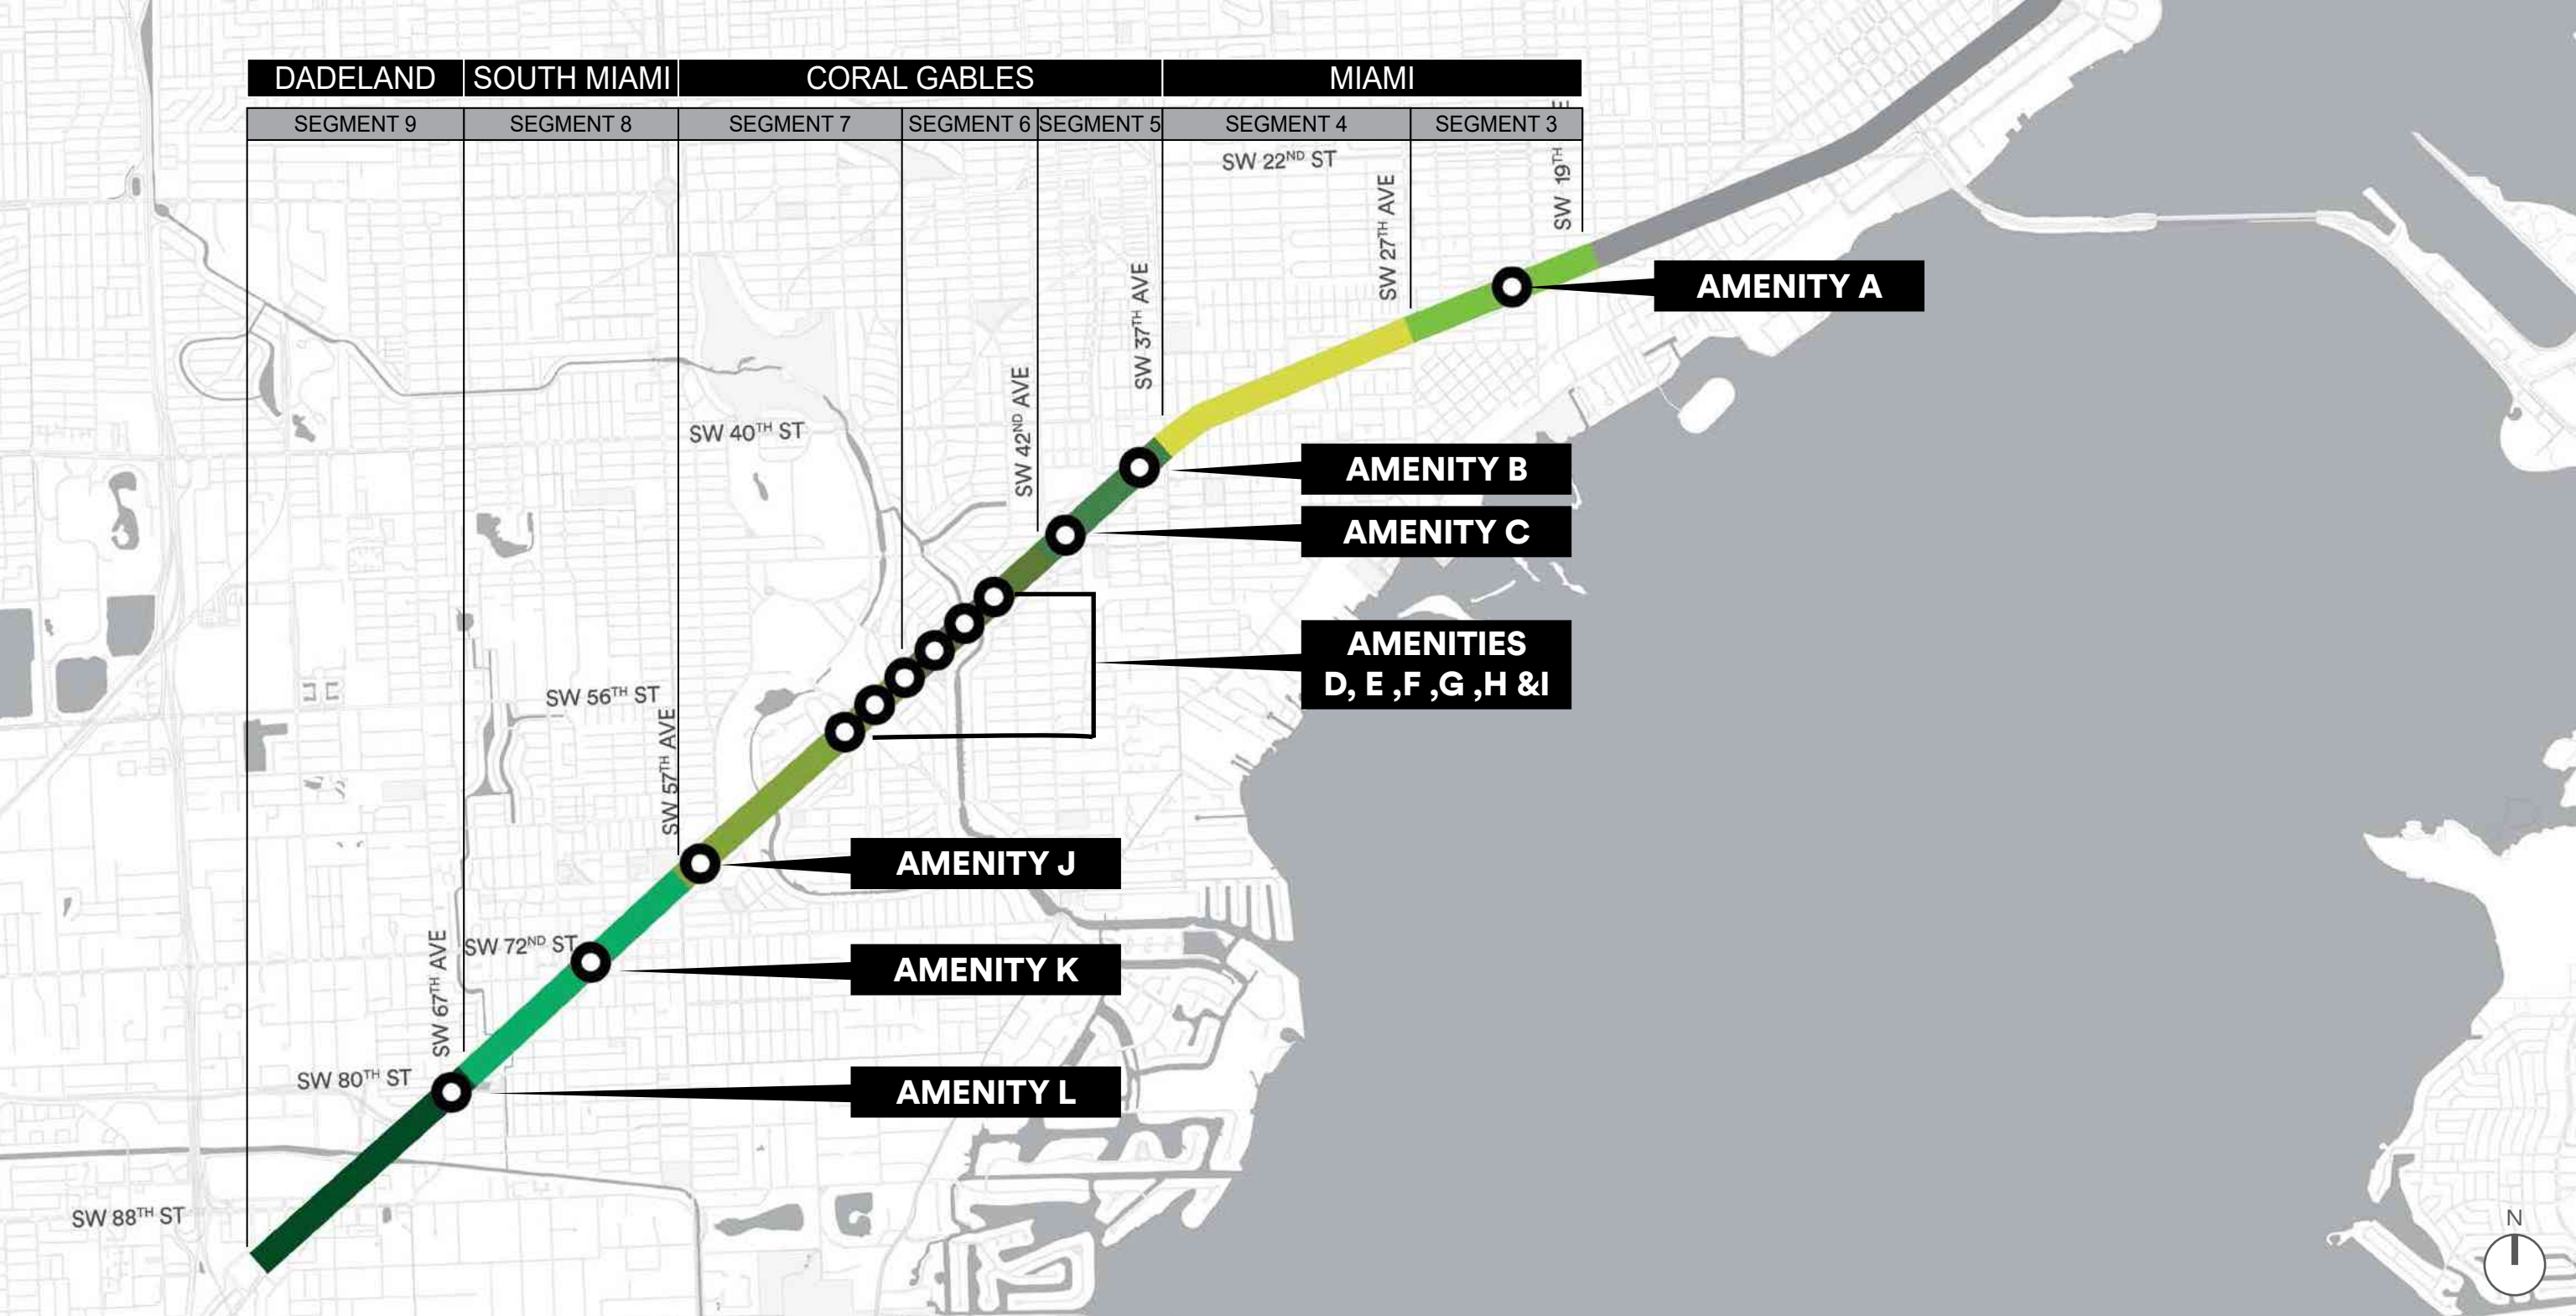 DADELAND
SOUTH MIAMI
CORAL GABLES
MIAMI
SEGMENT 9
SEGMENT 8
SEGMENT 7
SEGMENT 6
SEGMENT 5
SEGMENT 4
SEGMENT 3
SW 22ND ST
SW 19TH
SW 27TH AVE
SW 37TH AVE
SW 42ND AVE
SW 40TH ST
AMENITY A
AMENITY B
AMENITY C
AMENITIES
D, E ,F ,G ,H &I
SW 56TH ST
SW 57TH AVE
AMENITY J
SW 72ND ST
SW 67TH AVE
AMENITY K
SW 80TH ST
AMENITY L
SW 88TH ST
N